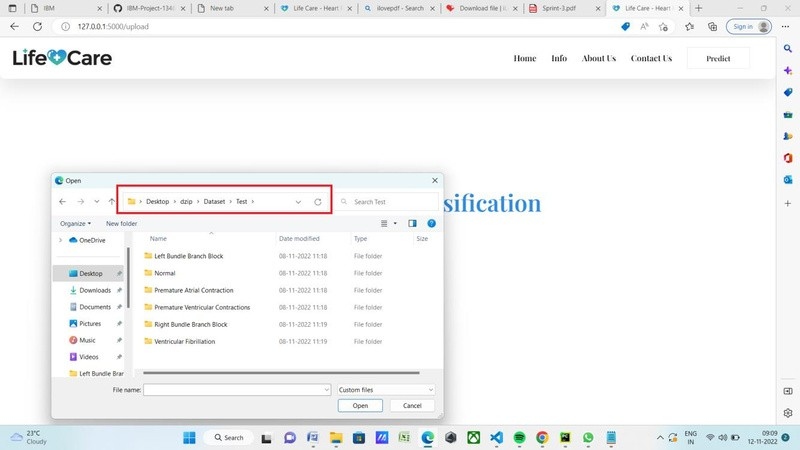 IBM
IBM-Project-1346
New tab
Life Care - Heart
ilovepdf - Search
Download file |
Sprint-3.pdf
Life Care - Heart
127.0.0.1:5000/upload
Sign in
Life Care
Home Info About Us Contact Us Predict
sification
Open
Desktop > dzip > Dataset > Test >
Search Test
Organize
New folder
Name Date modified Type Size
OneDrive
Desktop
Downloads
Documents
Pictures
Music
Videos
Left Bundle Bran
Left Bundle Branch Block 08-11-2022 11:18 File folder
Normal 08-11-2022 11:18 File folder
Premature Atrial Contraction 08-11-2022 11:18 File folder
Premature Ventricular Contractions 08-11-2022 11:18 File folder
Right Bundle Branch Block 08-11-2022 11:19 File folder
Ventricular Fibrillation 08-11-2022 11:19 File folder
File name:
Custom files
Open Cancel
23°C
Cloudy
Search
ENG
IN
09:09
12-11-2022